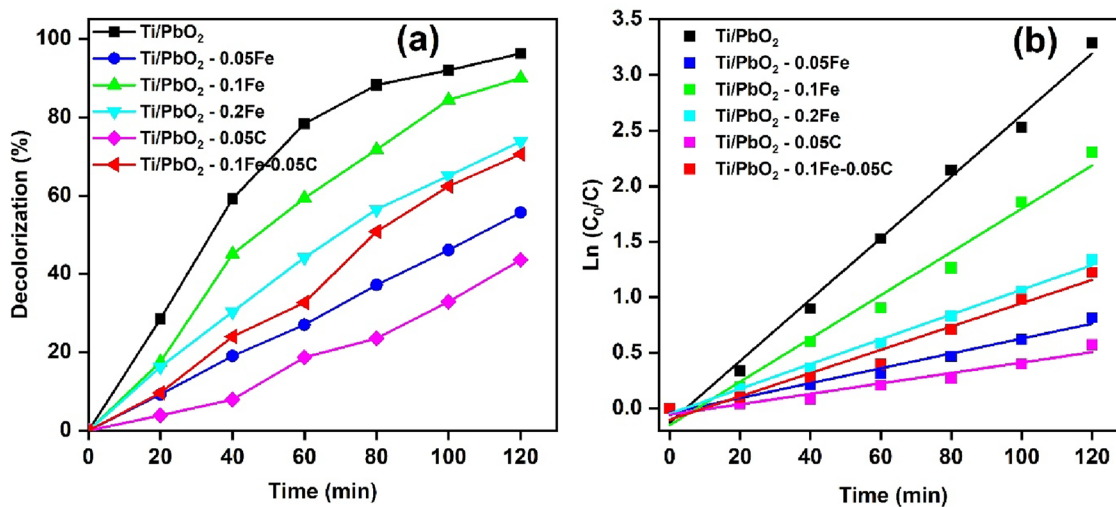 (a)
Ti/PbO₂
Ti/PbO₂ - 0.05Fe
Ti/PbO₂ - 0.1Fe
Ti/PbO₂ - 0.2Fe
Ti/PbO₂ - 0.05C
Ti/PbO₂ - 0.1Fe-0.05C
Decolorization (%)
100
80
60
40
20
0
0 20 40 60 80 100 120
Time (min)
(b)
Ti/PbO₂
Ti/PbO₂ - 0.05Fe
Ti/PbO₂ - 0.1Fe
Ti/PbO₂ - 0.2Fe
Ti/PbO₂ - 0.05C
Ti/PbO₂ - 0.1Fe-0.05C
Ln (C₀/C)
3.5
3.0
2.5
2.0
1.5
1.0
0.5
0.0
0 20 40 60 80 100 120
Time (min)